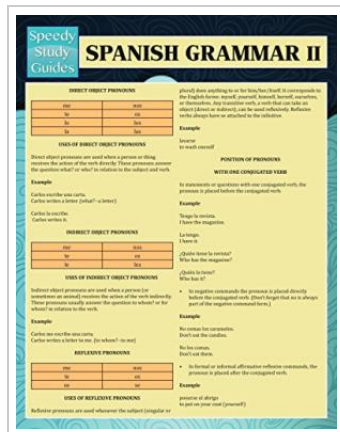 Speedy
Study
Guides
SPANISH GRAMMAR II
DIRECT OBJECT PRONOUNS
me nos
te os
lo los
la las
USES OF DIRECT OBJECT PRONOUNS
Direct object pronouns are used when a person or thing
receives the action of the verb directly. These pronouns answer
the question what? or who? in relation to the subject and verb.
Example
Carlos escribe una carta.
Carlos writes a letter (what?- a letter)
Carlos la escribe.
Carlos writes it.
INDIRECT OBJECT PRONOUNS
me nos
te os
le les
USES OF INDIRECT OBJECT PRONOUNS
Indirect object pronouns are used when a person (or
sometimes an animal) receives the action of the verb indirectly.
These pronouns usually answer the question to whom? or for
whom? in relation to the verb.
Example
Carlos me escribe una carta.
Carlos writes a letter to me. (to whom?- to me)
REFLEXIVE PRONOUNS
me nos
te os
se se
USES OF REFLEXIVE PRONOUNS
Reflexive pronouns are used whenever the subject (singular or
plural) does anything to or for him/her/itself. It corresponds to
the English forms: myself, yourself, himself, herself, ourselves,
or themselves. Any transitive verb, a verb that can take an
object (direct or indirect), can be used reflexively. Reflexive
verbs always have se attached to the infinitive.
Example
lavarse
to wash oneself
POSITION OF PRONOUNS
WITH ONE CONJUGATED VERB
In statements or questions with one conjugated verb, the
pronoun is placed before the conjugated verb.
Example
Tengo la revista.
I have the magazine.
La tengo.
I have it
¿Quién tiene la revista?
Who has the magazine?
¿Quién la tiene?
Who has it?
• In negative commands the pronoun is placed directly
before the conjugated verb. (Don't forget that no is always
part of the negative command form.)
Example
No comas los caramelos.
Don't eat the candies.
No los comas.
Don't eat them.
• In formal or informal affirmative reflexive commands, the
pronoun is placed after the conjugated verb.
Example
ponerse el abrigo
to put on your coat (yourself)